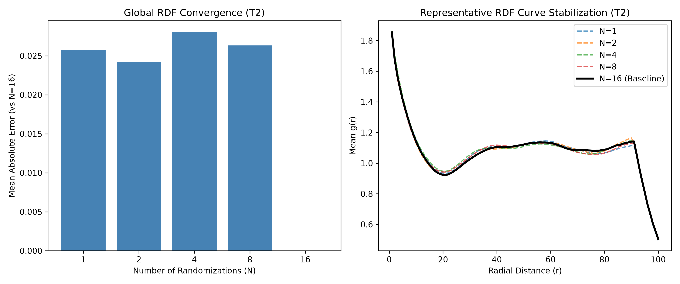 Global RDF Convergence (T2)
Mean Absolute Error (vs N=16)
0.025
0.020
0.015
0.010
0.005
0.000
1
2
4
8
16
Number of Randomizations (N)
Representative RDF Curve Stabilization (T2)
Mean g(r)
1.8
1.6
1.4
1.2
1.0
0.8
0.6
N=1
N=2
N=4
N=8
N=16 (Baseline)
0
20
40
60
80
100
Radial Distance (r)